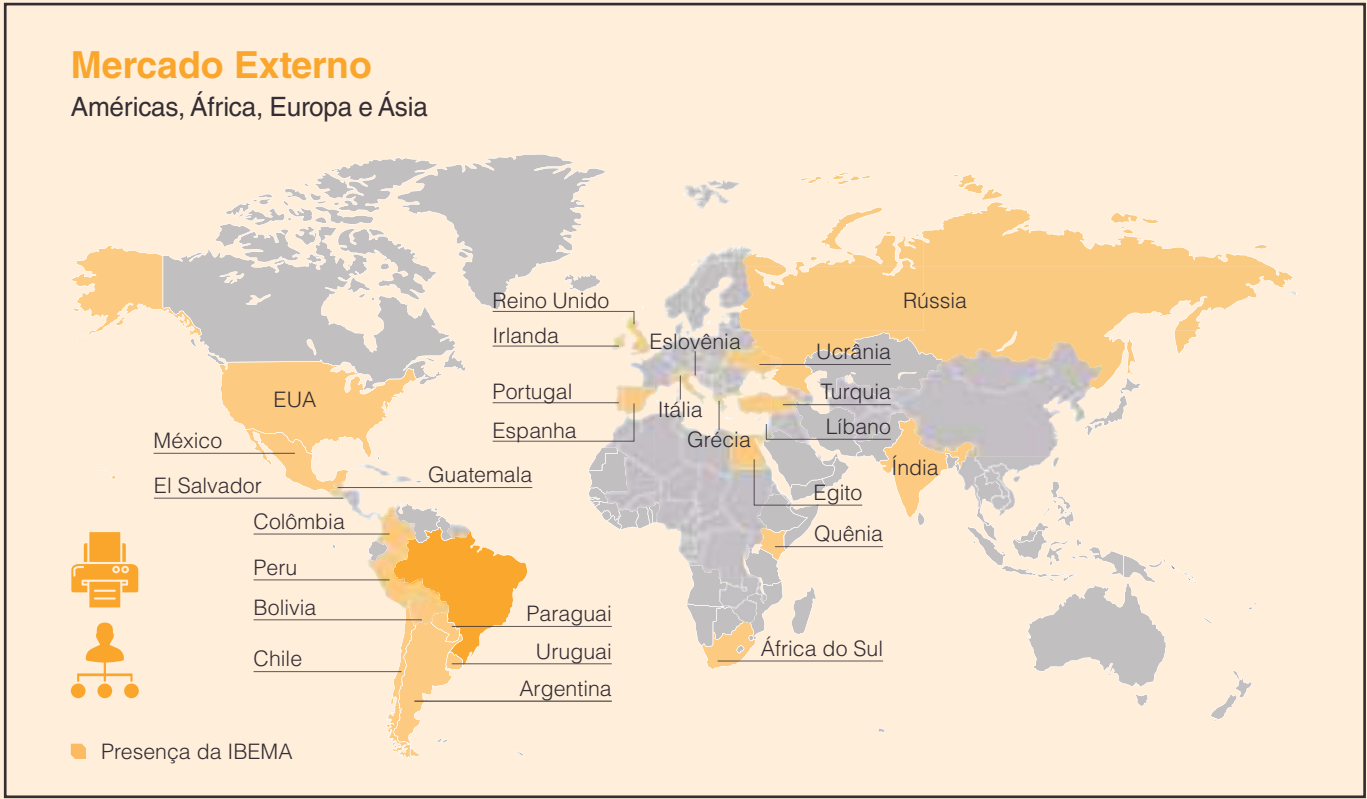 Mercado Externo
Américas, África, Europa e Ásia
Reino Unido
Irlanda
Eslovênia
Rússia
Ucrânia
Portugal
Itália
Turquia
Espanha
Grécia
Líbano
EUA
México
Guatemala
El Salvador
Índia
Egito
Colômbia
Quênia
Peru
Bolivia
Paraguai
Chile
Uruguai
África do Sul
Argentina
Presença da IBEMA